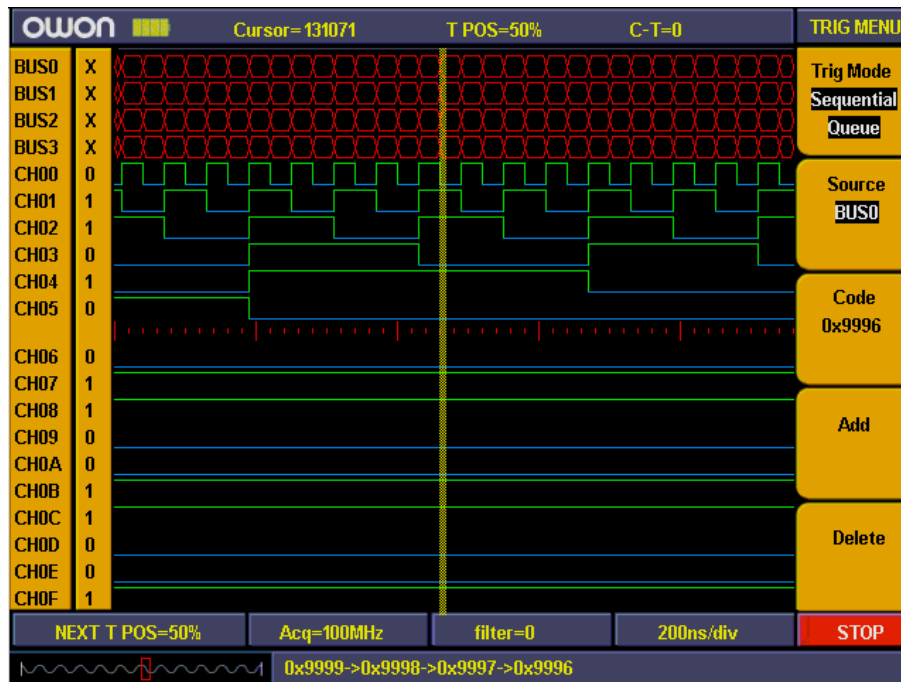 owon Cursor=131071 T POS=50% C-T=0 TRIG MENU
BUS0 X
BUS1 X
BUS2 X
BUS3 X
CH00 0
CH01 1
CH02 1
CH03 0
CH04 1
CH05 0
CH06 0
CH07 1
CH08 1
CH09 0
CH0A 0
CH0B 1
CH0C 1
CH0D 0
CH0E 0
CH0F 1
Trig Mode
Sequential
Queue
Source
BUS0
Code
0x9996
Add
Delete
NEXT T POS=50% Acq=100MHz filter=0 200ns/div STOP
0x9999->0x9998->0x9997->0x9996